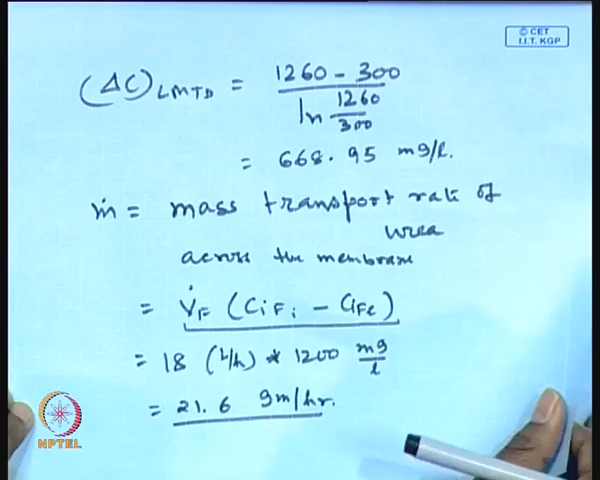 © CET
I.I.T. KGP
(ΔC)LMTD = 1260 - 300
ln 1260
300
= 668.95 mg/l.
ṁ = mass transport rate of
urea
across the membrane
= V̇F (CiFi - CiFe)
= 18 (L/h) * 1200 mg/l
= 21.6 gm/hr.
NPTEL